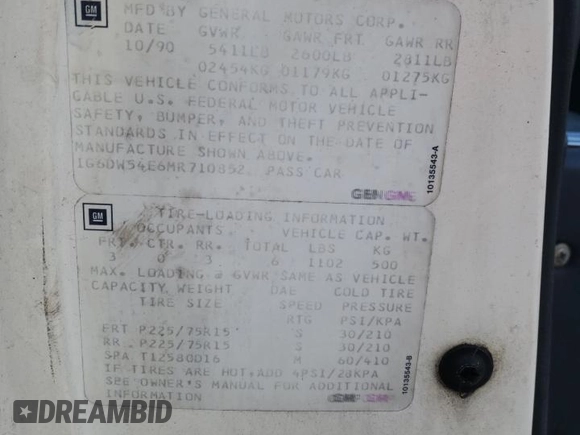 GM
MFD BY GENERAL MOTORS CORP.
DATE GVWR GAWR FRT GAWR RR
10/90 5411LB 2600LB 2811LB
02454KG 01179KG 01275KG
THIS VEHICLE CONFORMS TO ALL APPLI-
CABLE U.S. FEDERAL MOTOR VEHICLE
SAFETY, BUMPER, AND THEFT PREVENTION
STANDARDS IN EFFECT ON THE DATE OF
MANUFACTURE SHOWN ABOVE.
1G6DW54E6MR710852 PASS CAR
GEN GME
10135543-A
GM
TIRE-LOADING INFORMATION
OCCUPANTS VEHICLE CAP. WT.
FRT. CTR. RR. TOTAL LBS KG
3 0 3 6 1102 500
MAX. LOADING @ GVWR SAME AS VEHICLE
CAPACITY WEIGHT DAE COLD TIRE
TIRE SIZE SPEED PRESSURE
RTG PSI/KPA
FRT P225/75R15 S 30/210
RR P225/75R15 S 30/210
SPA T12580D16 M 60/410
IF TIRES ARE HOT, ADD 4PSI/28KPA
SEE OWNER'S MANUAL FOR ADDITIONAL
INFORMATION
10135543-B
DREAMBID